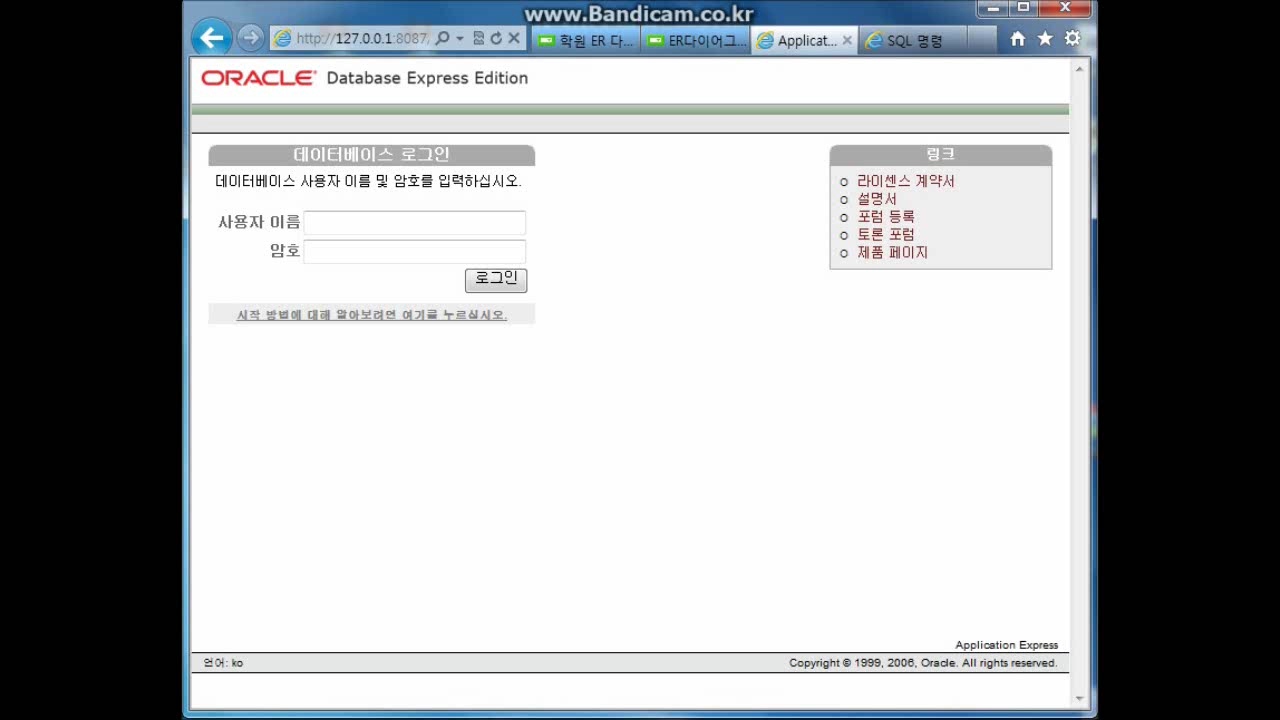 www.Bandicam.co.kr
http://127.0.0.1:8087/
학원 ER 다...
ER다이어그...
Applicat...
SQL 명령
ORACLE Database Express Edition
데이터베이스 로그인
데이터베이스 사용자 이름 및 암호를 입력하십시오.
사용자 이름
암호
로그인
시작 방법에 대해 알아보려면 여기를 누르십시오.
링크
라이센스 계약서
설명서
포럼 등록
토론 포럼
제품 페이지
Application Express
언어: ko
Copyright © 1999, 2006, Oracle. All rights reserved.